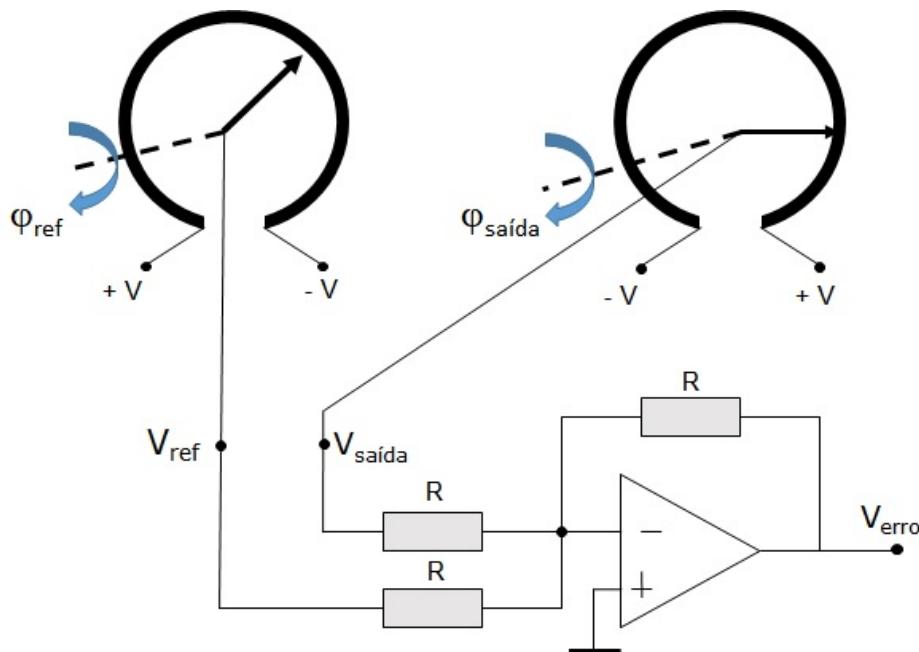 φref
φsaída
+ V
- V
- V
+ V
R
Vref
Vsaída
R
Verro
R
−
+